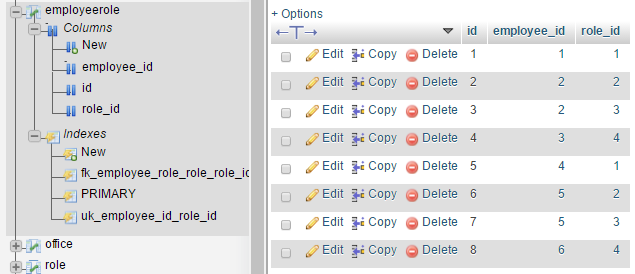 employeerole
Columns
New
employee_id
id
role_id
Indexes
New
fk_employee_role_role_role_id
PRIMARY
uk_employee_id_role_id
office
role
+ Options
←T→ id employee_id role_id
Edit Copy Delete 1 1 1
Edit Copy Delete 2 2 2
Edit Copy Delete 3 2 3
Edit Copy Delete 4 3 4
Edit Copy Delete 5 4 1
Edit Copy Delete 6 5 2
Edit Copy Delete 7 5 3
Edit Copy Delete 8 6 4